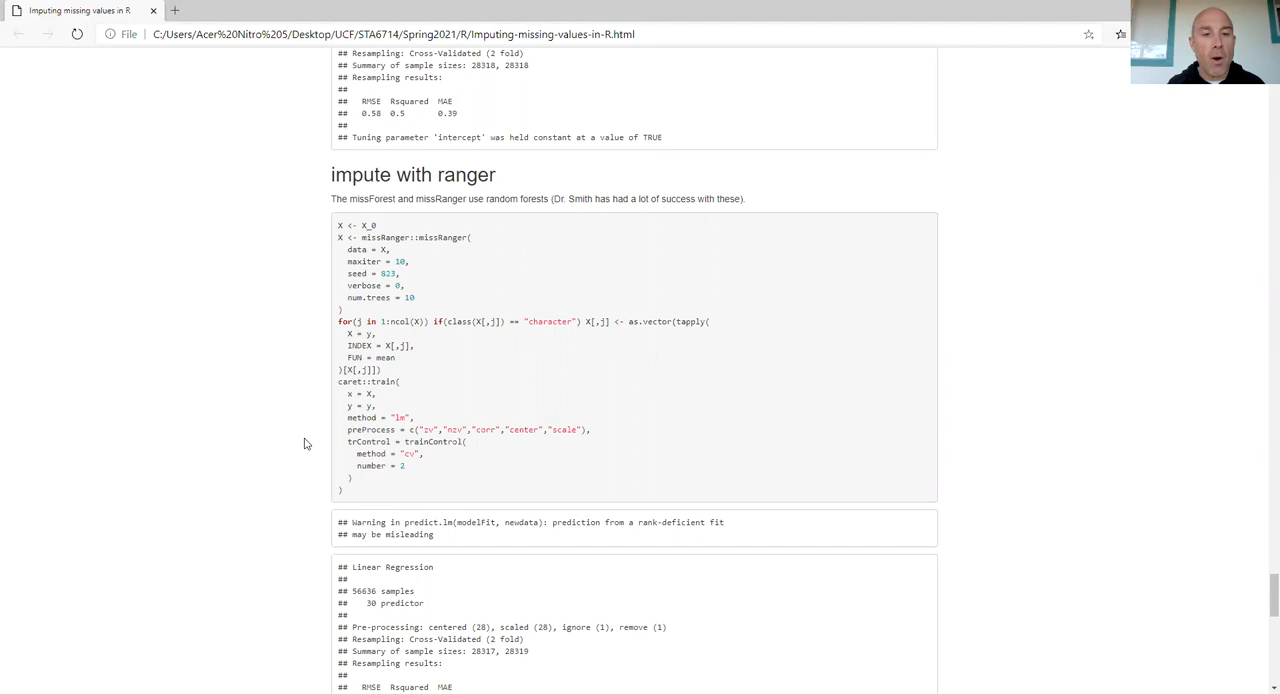 Imputing missing values in R
File C:/Users/Acer%20Nitro%205/Desktop/UCF/STA6714/Spring2021/R/Imputing-missing-values-in-R.html
## Resampling: Cross-Validated (2 fold)
## Summary of sample sizes: 28318, 28318
## Resampling results:
##
##   RMSE  Rsquared  MAE
##   0.58  0.5       0.39
##
## Tuning parameter 'intercept' was held constant at a value of TRUE
impute with ranger
The missForest and missRanger use random forests (Dr. Smith has had a lot of success with these).
X <- X_0
X <- missRanger::missRanger(
  data = X,
  maxiter = 10,
  seed = 823,
  verbose = 0,
  num.trees = 10
)
for(j in 1:ncol(X)) if(class(X[,j]) == "character") X[,j] <- as.vector(tapply(
  X = y,
  INDEX = X[,j],
  FUN = mean
)[X[,j]])
caret::train(
  x = X,
  y = y,
  method = "lm",
  preProcess = c("zv","nzv","corr","center","scale"),
  trControl = trainControl(
    method = "cv",
    number = 2
  )
)
## Warning in predict.lm(modelFit, newdata): prediction from a rank-deficient fit
## may be misleading
## Linear Regression
##
## 56636 samples
##    30 predictor
##
## Pre-processing: centered (28), scaled (28), ignore (1), remove (1)
## Resampling: Cross-Validated (2 fold)
## Summary of sample sizes: 28317, 28319
## Resampling results:
##
##   RMSE  Rsquared  MAE